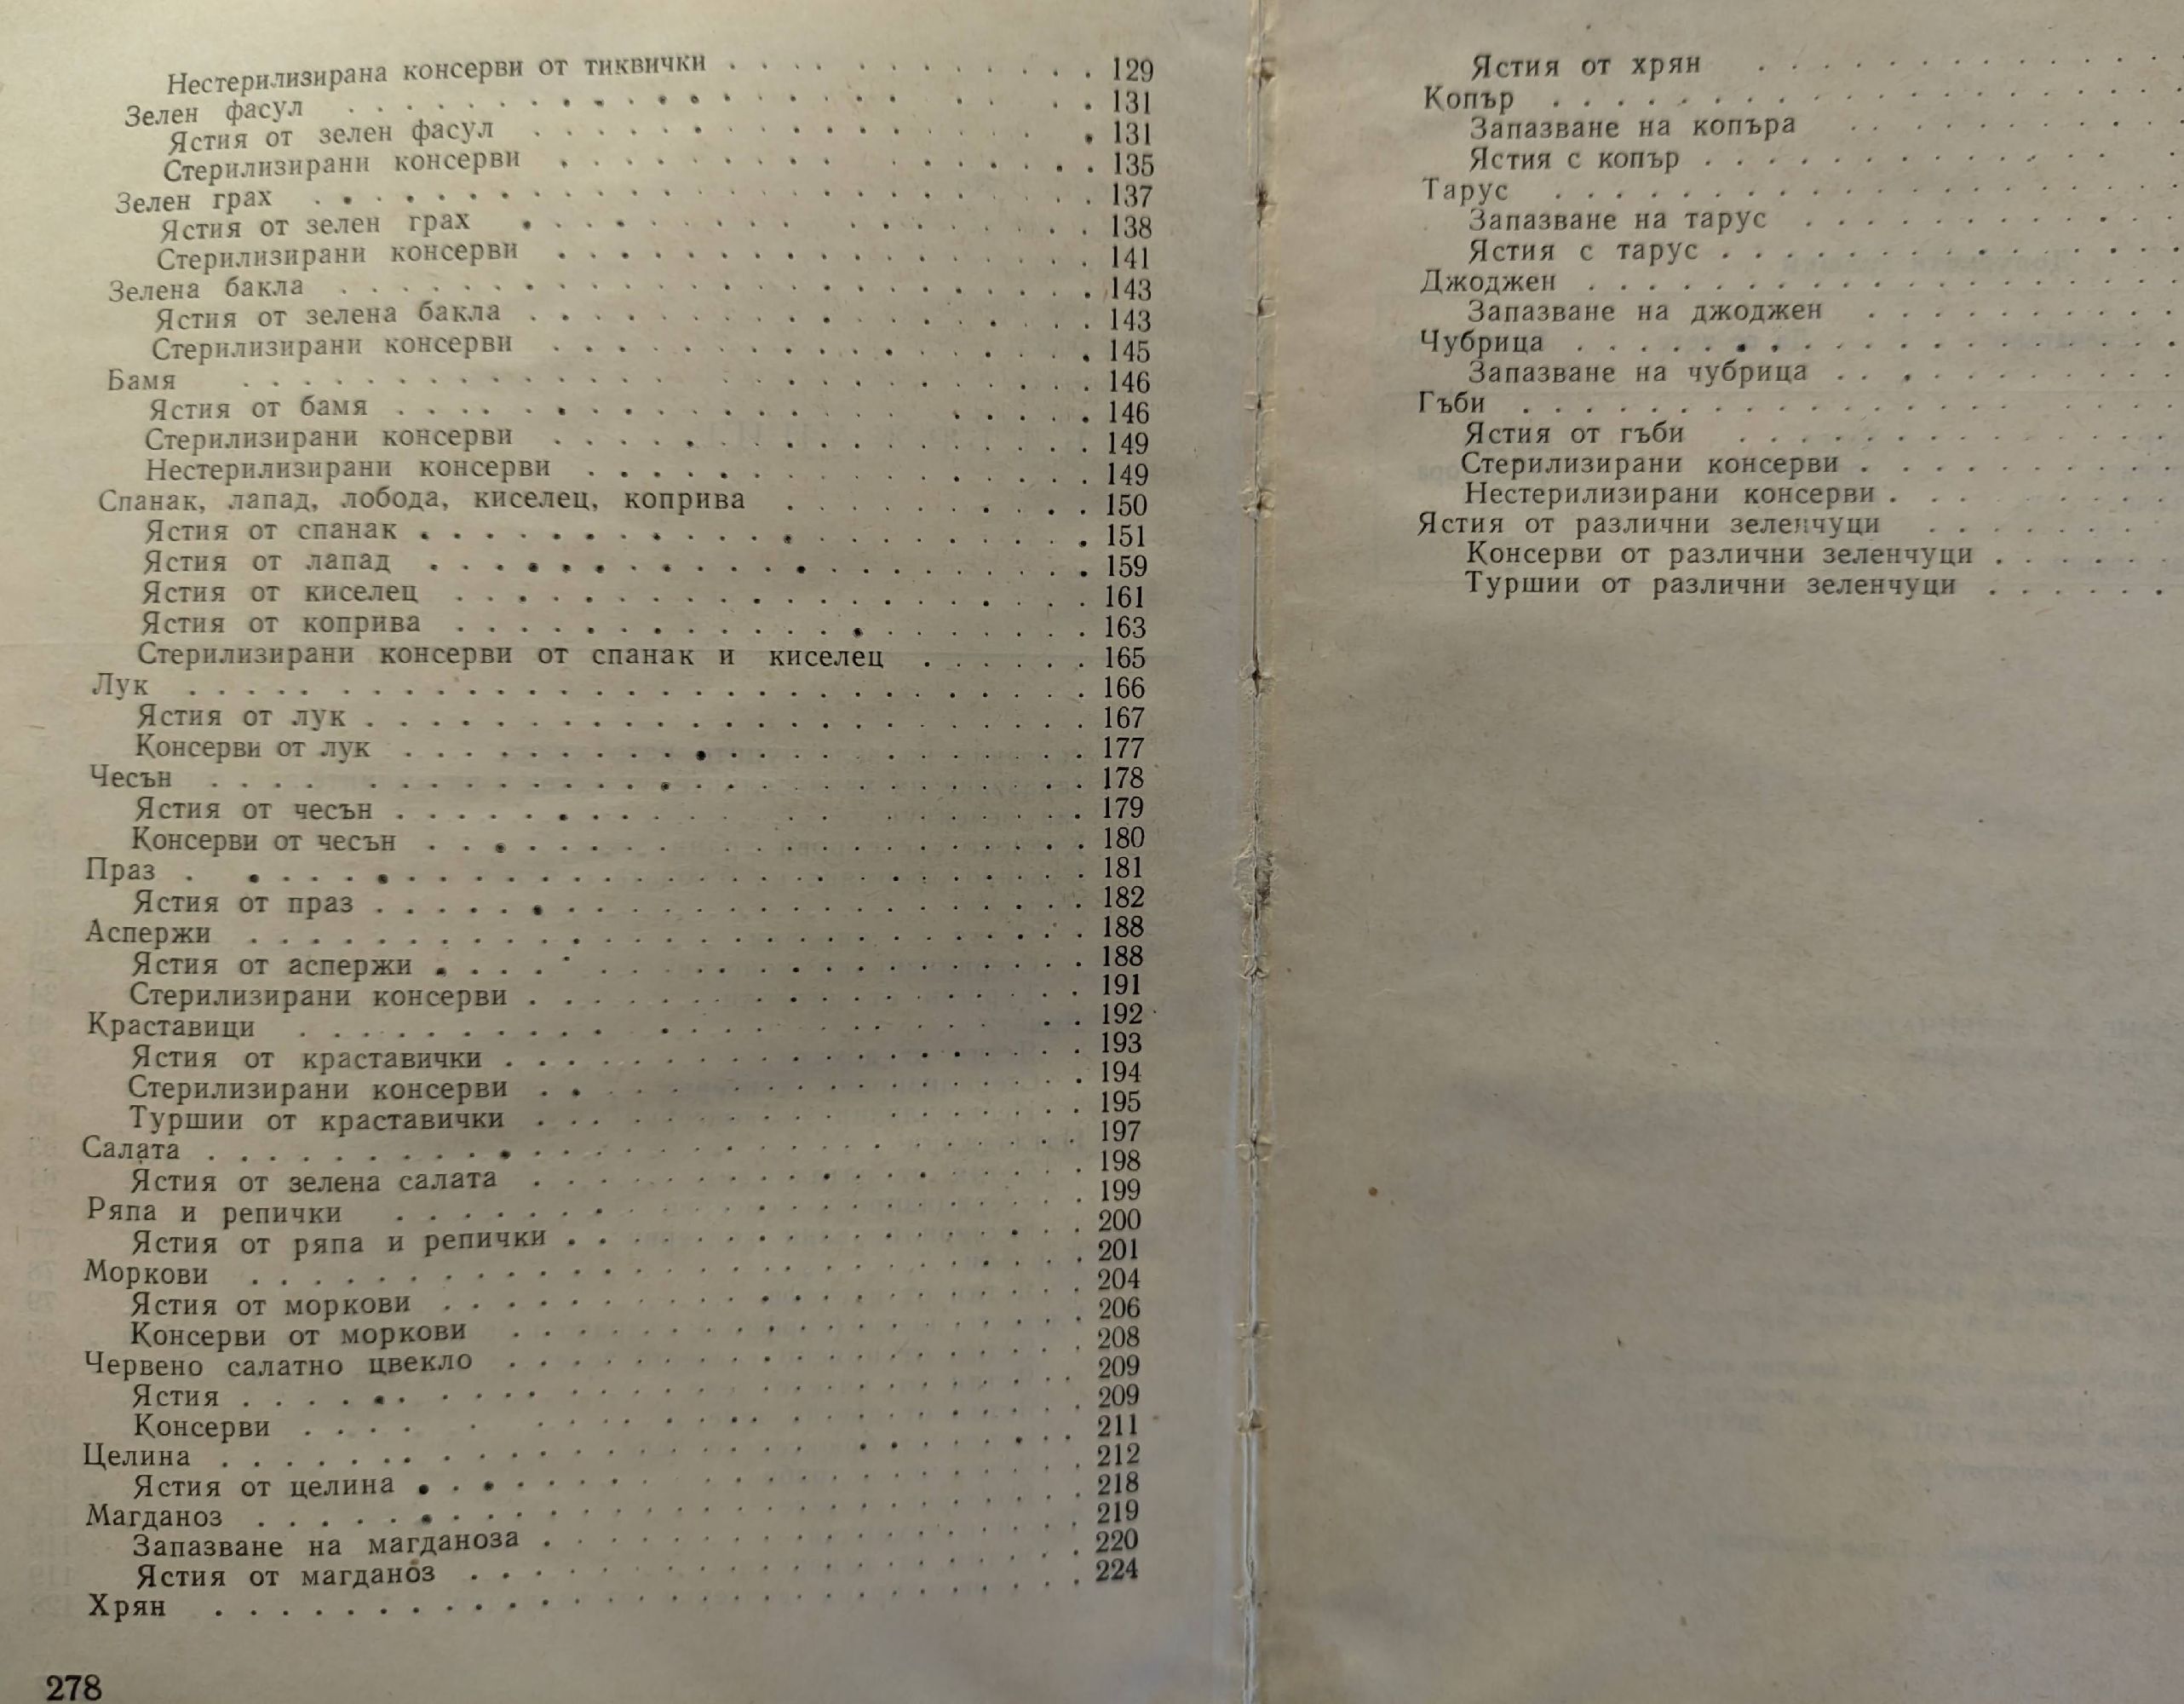 Нестерилизирана консерви от тиквички . . . . . . . . . . . . 129
Зелен фасул . . . . . . . . . . . . 131
Ястия от зелен фасул . . . . . . . . . . . . 131
Стерилизирани консерви . . . . . . . . . . . . 135
Зелен грах . . . . . . . . . . . . 137
Ястия от зелен грах . . . . . . . . . . . . 138
Стерилизирани консерви . . . . . . . . . . . . 141
Зелена бакла . . . . . . . . . . . . 143
Ястия от зелена бакла . . . . . . . . . . . . 143
Стерилизирани консерви . . . . . . . . . . . . 145
Бамя . . . . . . . . . . . . 146
Ястия от бамя . . . . . . . . . . . . 146
Стерилизирани консерви . . . . . . . . . . . . 149
Нестерилизирани консерви . . . . . . . . . . . . 149
Спанак, лапад, лобода, киселец, коприва . . . . . . . . . . 150
Ястия от спанак . . . . . . . . . . . . 151
Ястия от лапад . . . . . . . . . . . . 159
Ястия от киселец . . . . . . . . . . . . 161
Ястия от коприва . . . . . . . . . . . . 163
Стерилизирани консерви от спанак и киселец . . . . . . 165
Лук . . . . . . . . . . . . 166
Ястия от лук . . . . . . . . . . . . 167
Консерви от лук . . . . . . . . . . . . 177
Чесън . . . . . . . . . . . . 178
Ястия от чесън . . . . . . . . . . . . 179
Консерви от чесън . . . . . . . . . . . . 180
Праз . . . . . . . . . . . . 181
Ястия от праз . . . . . . . . . . . . 182
Аспержи . . . . . . . . . . . . 188
Ястия от аспержи . . . . . . . . . . . . 188
Стерилизирани консерви . . . . . . . . . . . . 191
Краставици . . . . . . . . . . . . 192
Ястия от краставички . . . . . . . . . . . . 193
Стерилизирани консерви . . . . . . . . . . . . 194
Туршии от краставички . . . . . . . . . . . . 195
Салата . . . . . . . . . . . . 197
Ястия от зелена салата . . . . . . . . . . . . 198
Ряпа и репички . . . . . . . . . . . . 199
Ястия от ряпа и репички . . . . . . . . . . . . 200
Моркови . . . . . . . . . . . . 201
Ястия от моркови . . . . . . . . . . . . 204
Консерви от моркови . . . . . . . . . . . . 206
Червено салатно цвекло . . . . . . . . . . . . 208
Ястия . . . . . . . . . . . . 209
Консерви . . . . . . . . . . . . 209
Целина . . . . . . . . . . . . 211
Ястия от целина . . . . . . . . . . . . 212
Магданоз . . . . . . . . . . . . 218
Запазване на магданоза . . . . . . . . . . . . 219
Ястия от магданоз . . . . . . . . . . . . 220
Хрян . . . . . . . . . . . . 224
278
Ястия от хрян . . . . . . . . . . . .
Копър . . . . . . . . . . . .
Запазване на копъра . . . . . . . . . .
Ястия с копър . . . . . . . . . . . .
Тарус . . . . . . . . . . . .
Запазване на тарус . . . . . . . . . . . .
Ястия с тарус . . . . . . . . . . . .
Джоджен . . . . . . . . . . . .
Запазване на джоджен . . . . . . . . . .
Чубрица . . . . . . . . . . . .
Запазване на чубрица . . . . . . . . . .
Гъби . . . . . . . . . . . .
Ястия от гъби . . . . . . . . . . . .
Стерилизирани консерви . . . . . . . . . .
Нестерилизирани консерви . . . . . . . . .
Ястия от различни зеленчуци . . . . . . .
Консерви от различни зеленчуци . . . . . .
Туршии от различни зеленчуци . . . . . .